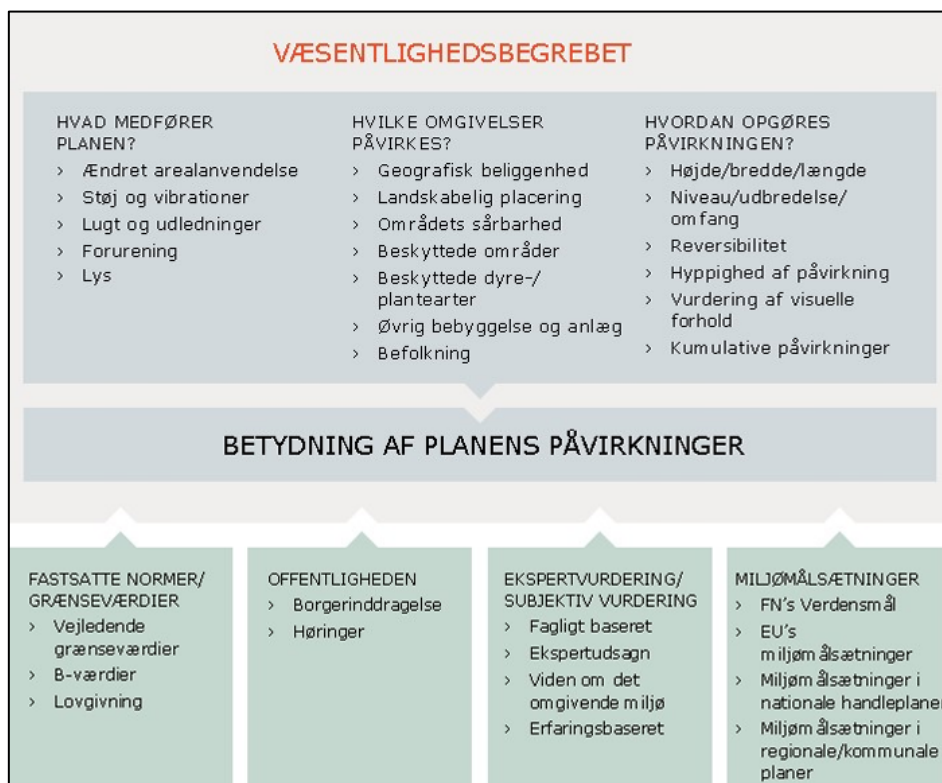 VÆSENTLIGHEDSBEGREBET
HVAD MEDFØRER
PLANEN?
› Ændret arealanvendelse
› Støj og vibrationer
› Lugt og udledninger
› Forurening
› Lys
HVILKE OMGIVELSER
PÅVIRKES?
› Geografisk beliggenhed
› Landskabelig placering
› Områdets sårbarhed
› Beskyttede områder
› Beskyttede dyre-/
plantearter
› Øvrig bebyggelse og anlæg
› Befolkning
HVORDAN OPGØRES
PÅVIRKNINGEN?
› Højde/bredde/længde
› Niveau/udbredelse/
omfang
› Reversibilitet
› Hyppighed af påvirkning
› Vurdering af visuelle
forhold
› Kumulative påvirkninger
BETYDNING AF PLANENS PÅVIRKNINGER
FASTSATTE NORMER/
GRÆNSEVÆRDIER
› Vejledende
grænseværdier
› B-værdier
› Lovgivning
OFFENTLIGHEDEN
› Borgerinddragelse
› Høringer
EKSPERTVURDERING/
SUBJEKTIV VURDERING
› Fagligt baseret
› Ekspertudsagn
› Viden om det
omgivende miljø
› Erfaringsbaseret
MILJØMÅLSÆTNINGER
› FN's Verdensmål
› EU's
miljømålsætninger
› Miljømålsætninger i
nationale handleplaner
› Miljømålsætninger i
regionale/kommunale
planer